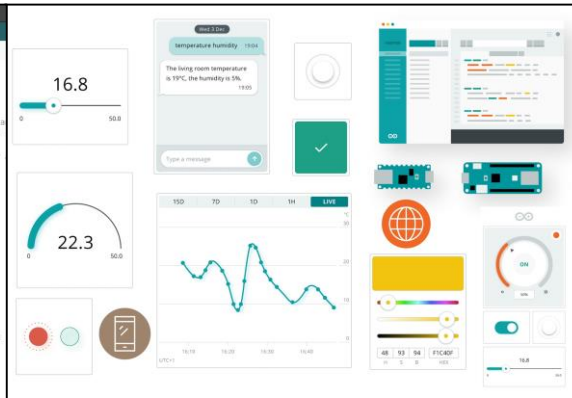 16.8
0 50.0
Wed 3 Dec
temperature humidity 19:04
The living room temperature
is 19°C, the humidity is 5%.
19:05
Type a message
22.3
0 50.0
15D 7D 1D 1H LIVE
°C
30
20
10
0
16:10 16:20 16:30 16:40
UTC+1
48 93 94 F1C40F
H S B HEX
ON
16.8